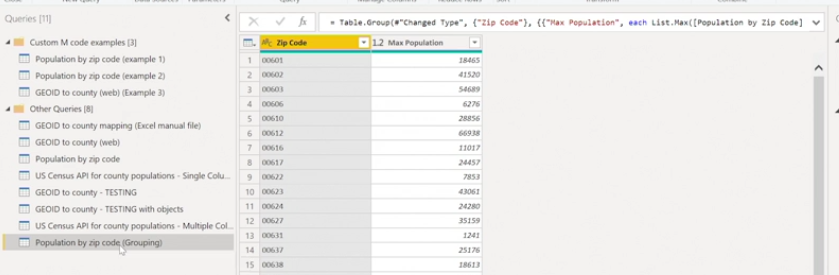 Query
Queries [11]
= Table.Group(#"Changed Type", {"Zip Code"}, {{"Max Population", each List.Max([Population by Zip Code]
Custom M code examples [3]
Population by zip code (example 1)
Population by zip code (example 2)
GEOID to county (web) (Example 3)
Other Queries [8]
GEOID to county mapping (Excel manual file)
GEOID to county (web)
Population by zip code
US Census API for county populations - Single Colu...
GEOID to county - TESTING
GEOID to county - TESTING with objects
US Census API for county populations - Multiple Col...
Population by zip code (Grouping)
Zip Code 1.2 Max Population
1 00601 18465
2 00602 41520
3 00603 54689
4 00606 6276
5 00610 28856
6 00612 66938
7 00616 11017
8 00617 24457
9 00622 7853
10 00623 43061
11 00624 24280
12 00627 35159
13 00631 1241
14 00637 25176
15 00638 18613